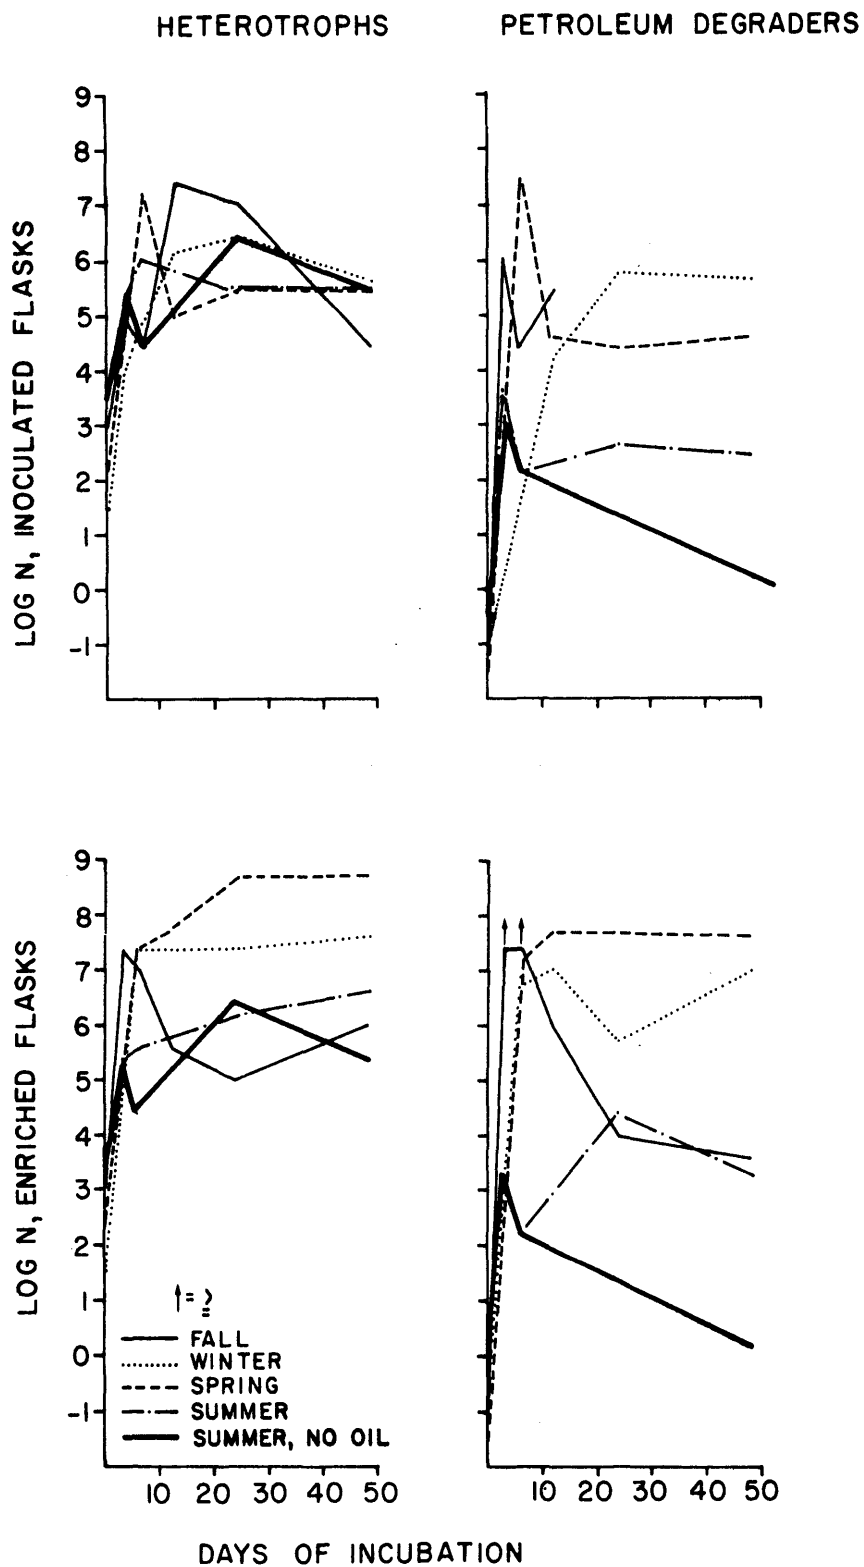 HETEROTROPHS
PETROLEUM DEGRADERS
LOG N, INOCULATED FLASKS
9
8
7
6
5
4
3
2
1
0
-1
LOG N, ENRICHED FLASKS
9
8
7
6
5
4
3
2
1
0
-1
↑ = ≥
FALL
WINTER
SPRING
SUMMER
SUMMER, NO OIL
10 20 30 40 50
10 20 30 40 50
DAYS OF INCUBATION